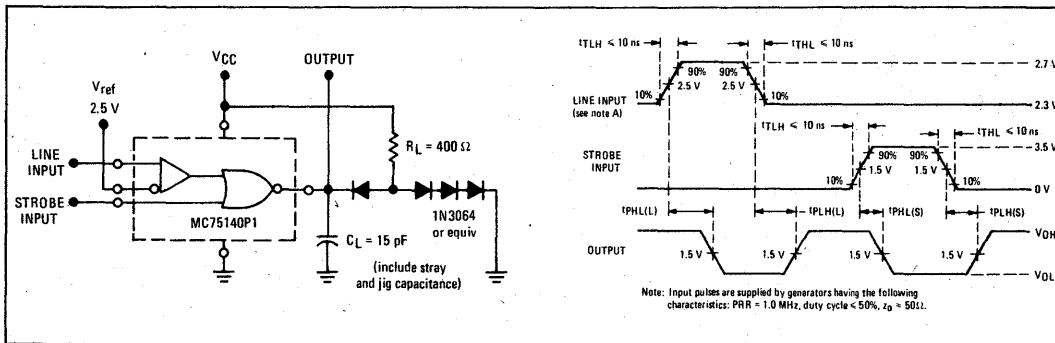 VCC
OUTPUT
Vref
2.5 V
LINE
INPUT
STROBE
INPUT
MC75140P1
RL = 400 Ω
1N3064
or equiv
CL = 15 pF
(include stray
and jig capacitance)
tTLH ≤ 10 ns
tTHL ≤ 10 ns
2.7 V
90% 90%
2.5 V 2.5 V
10% 10%
LINE INPUT
(see note A)
2.3 V
tTLH ≤ 10 ns
tTHL ≤ 10 ns
3.5 V
STROBE
INPUT
90% 90%
1.5 V 1.5 V
10% 10%
0 V
tPHL(L)
tPLH(L)
tPHL(S)
tPLH(S)
OUTPUT
VOH
1.5 V 1.5 V 1.5 V 1.5 V
VOL
Note: Input pulses are supplied by generators having the following
characteristics: PRR = 1.0 MHz, duty cycle < 50%, zo ≈ 50Ω.